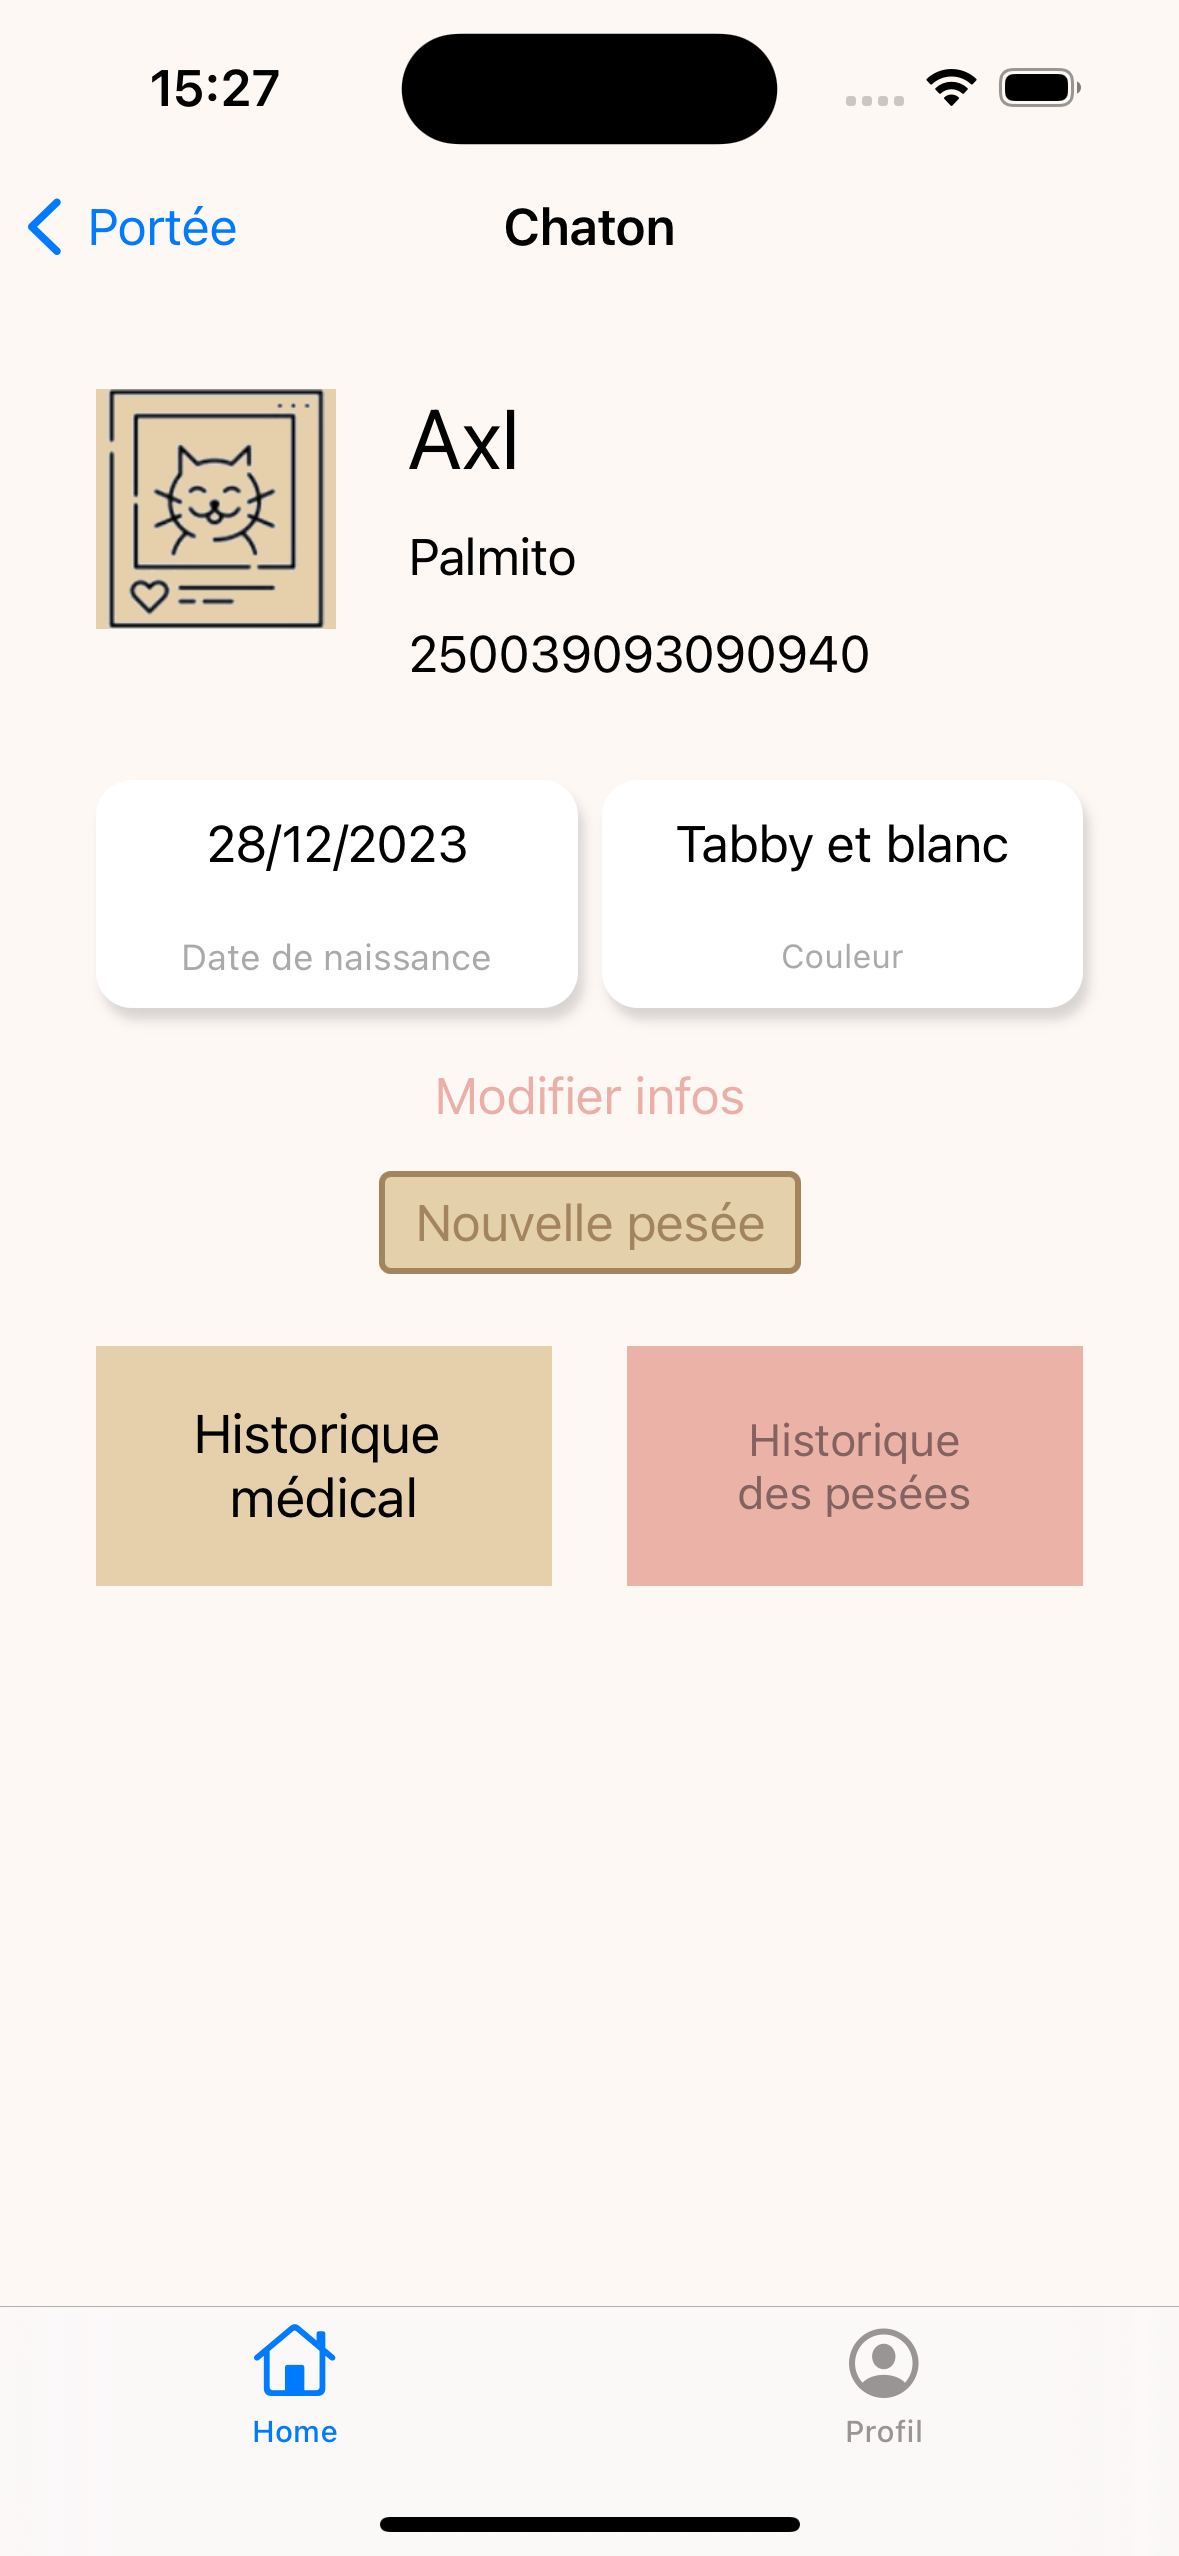 15:27
Portée
Chaton
Axl
Palmito
250039093090940
28/12/2023
Date de naissance
Tabby et blanc
Couleur
Modifier infos
Nouvelle pesée
Historique
médical
Historique
des pesées
Home
Profil